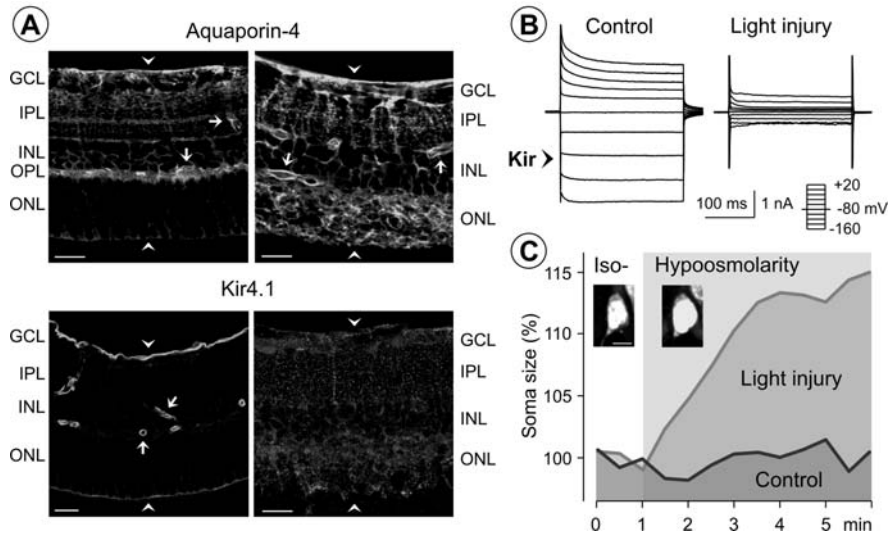 A
Aquaporin-4
GCL
IPL
INL
OPL
ONL
GCL
IPL
INL
ONL
Kir4.1
GCL
IPL
INL
ONL
GCL
IPL
INL
ONL
B
Control
Light injury
Kir
100 ms
1 nA
+20
-80 mV
-160
C
Iso-
Hypoosmolarity
Soma size (%)
115
110
105
100
Light injury
Control
0 1 2 3 4 5 min